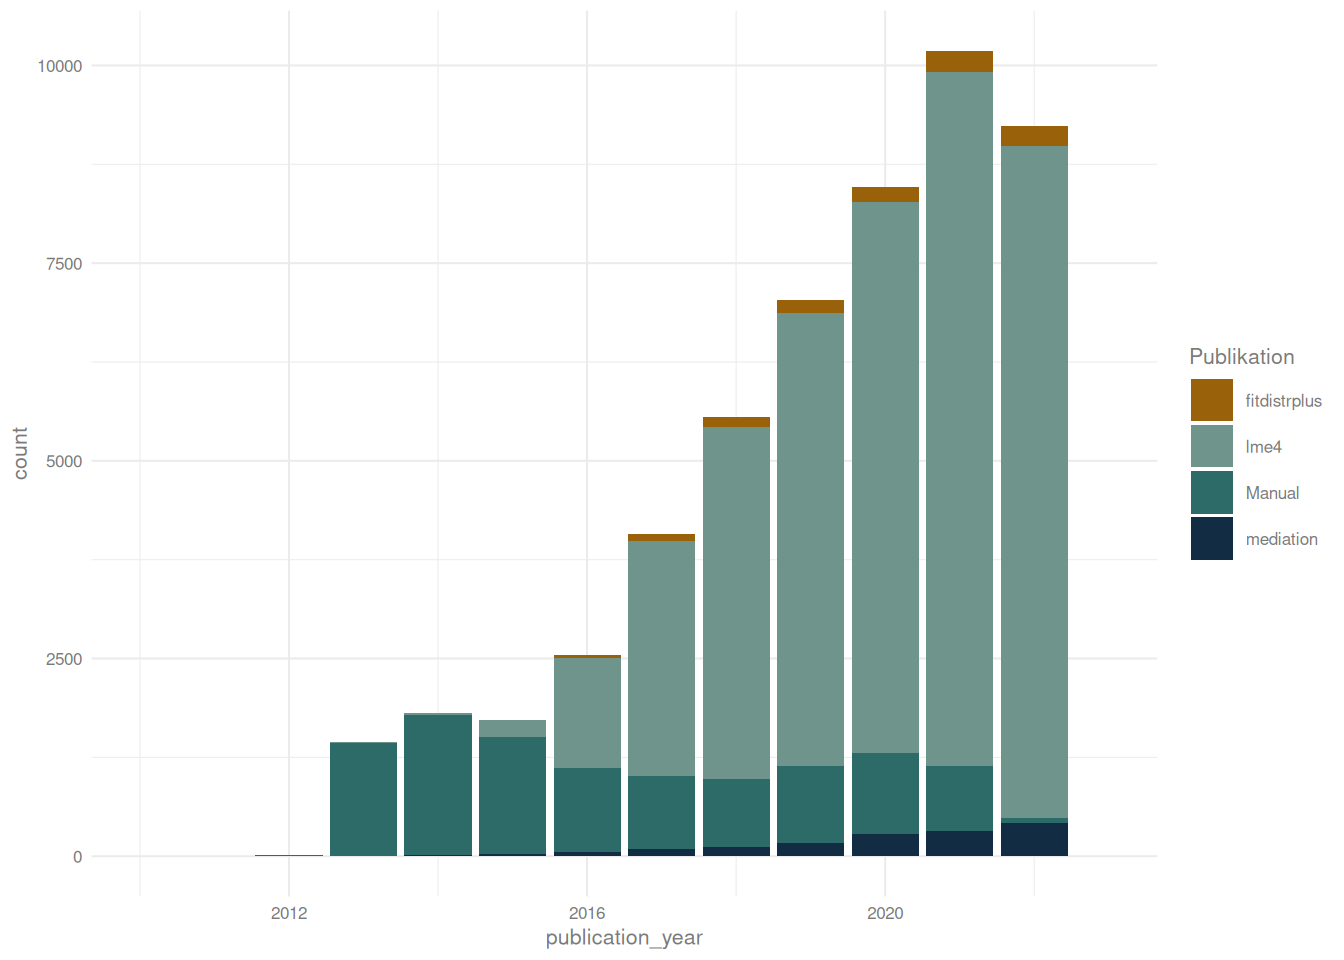 10000
7500
5000
2500
0
count
2012
2016
2020
publication_year
Publikation
fitdistrplus
lme4
Manual
mediation